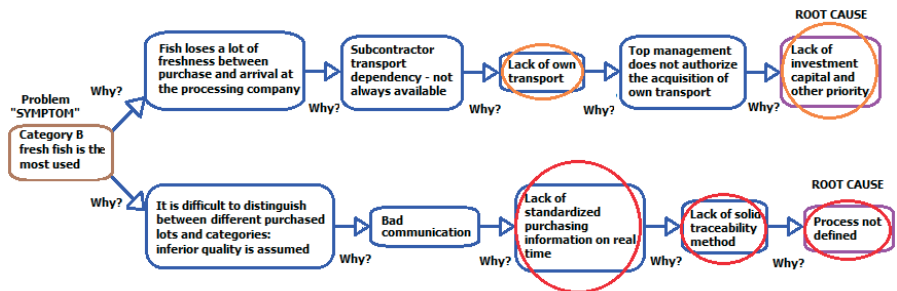 Problem
"SYMPTOM"
Category B
fresh fish is the
most used
Why?
Fish loses a lot of
freshness between
purchase and arrival at
the processing company
Why?
Subcontractor
transport
dependency - not
always available
Why?
Lack of own
transport
Why?
Top management
does not authorize
the acquisition of
own transport
Why?
ROOT CAUSE
Lack of
investment
capital and
other priority
Why?
It is difficult to distinguish
between different purchased
lots and categories:
inferior quality is assumed
Why?
Bad
communication
Why?
Lack of
standardized
purchasing
information on real
time
Why?
Lack of solid
traceability
method
Why?
ROOT CAUSE
Process not
defined